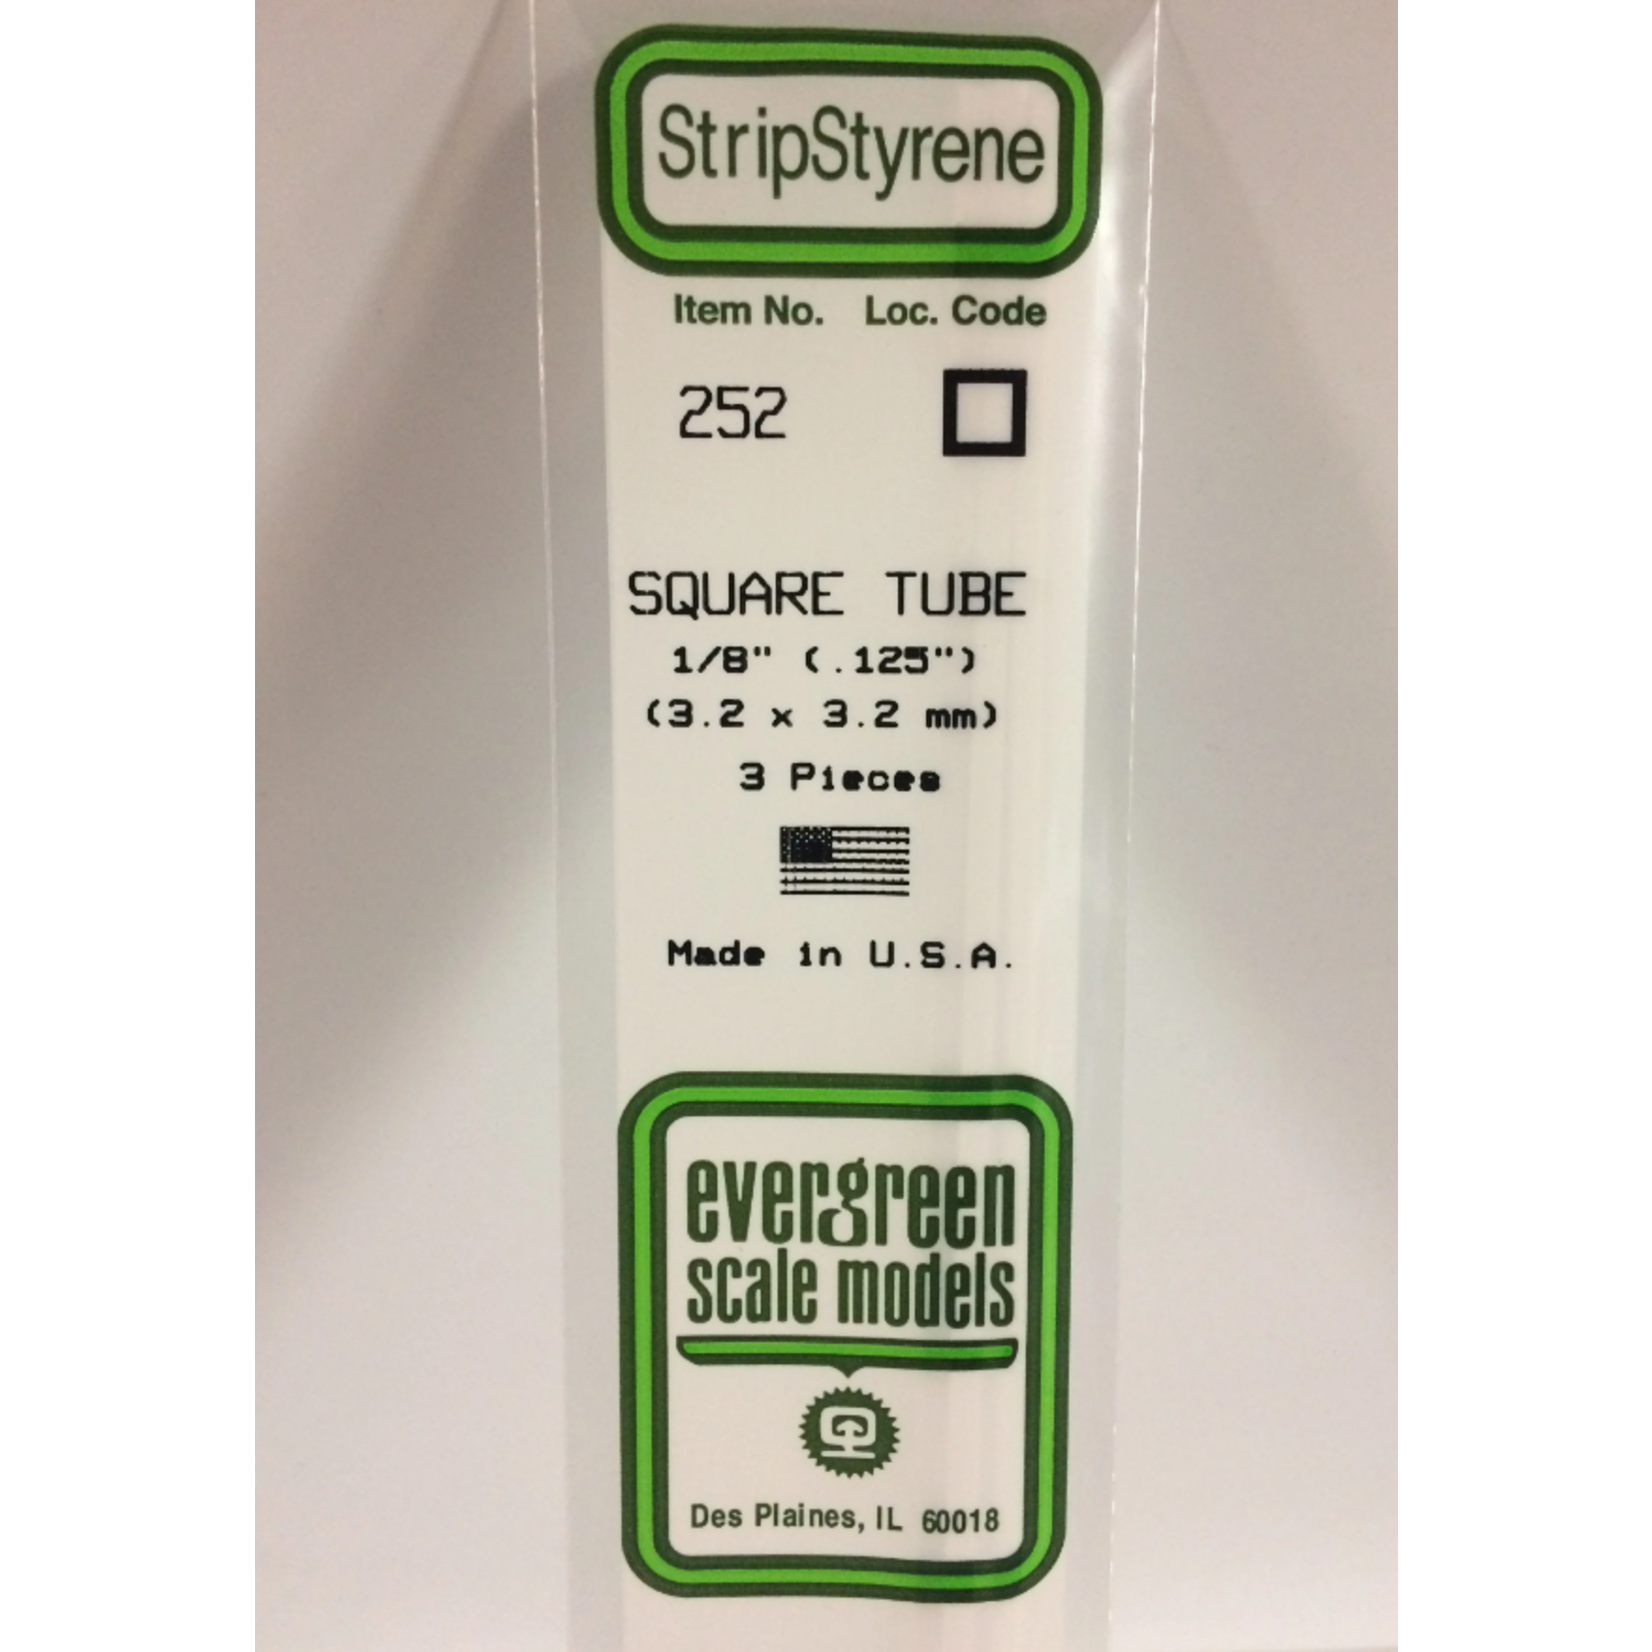 StripStyrene
Item No. Loc. Code
252
SQUARE TUBE
1/8" (.125")
(3.2 x 3.2 mm)
3 Pieces
Made in U.S.A.
evergreen
scale models
Des Plaines, IL 60018